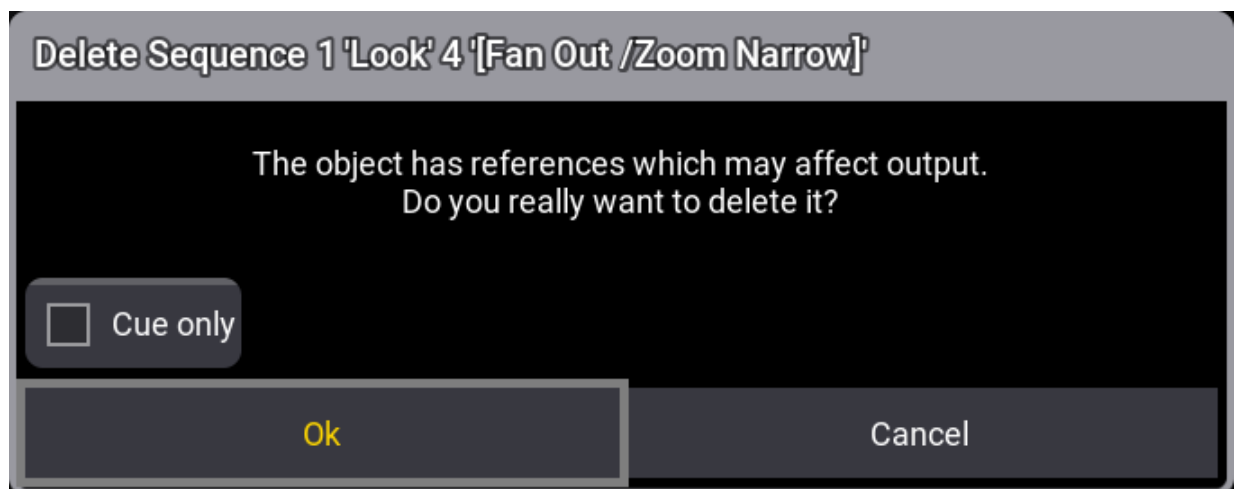 Delete Sequence 1 'Look' 4 '[Fan Out /Zoom Narrow]'
The object has references which may affect output.
Do you really want to delete it?
Cue only
Ok
Cancel